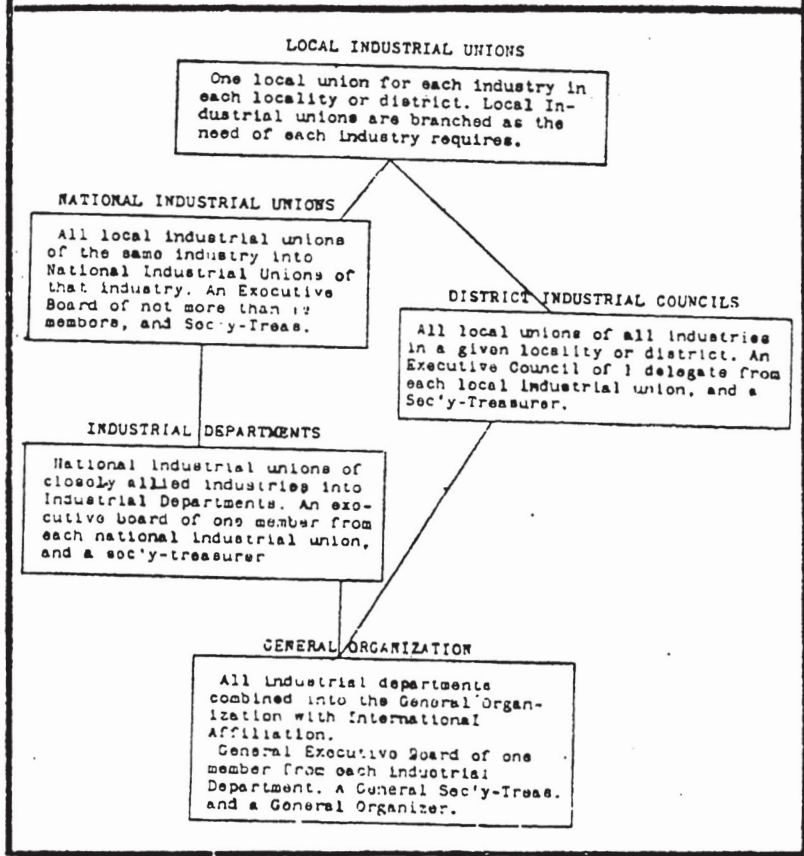 LOCAL INDUSTRIAL UNIONS
One local union for each industry in
each locality or district. Local In-
dustrial unions are branched as the
need of each industry requires.
NATIONAL INDUSTRIAL UNIONS
All local industrial unions
of the same industry into
National Industrial Unions of
that industry. An Executive
Board of not more than
members, and Sec'y-Treas.
DISTRICT INDUSTRIAL COUNCILS
All local unions of all industries
in a given locality or district. An
Executive Council of 1 delegate from
each local industrial union, and a
Sec'y-Treasurer.
INDUSTRIAL DEPARTMENTS
National industrial unions of
closely allied industries into
Industrial Departments. An exe-
cutive board of one member from
each national industrial union,
and a sec'y-treasurer
GENERAL ORGANIZATION
All industrial departments
combined into the General Organ-
ization with International
Affiliation.
General Executive Board of one
member from each industrial
Department. A General Sec'y-Treas.
and a General Organizer.